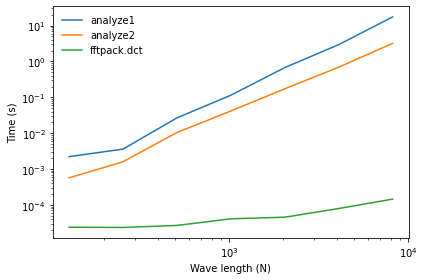 analyze1
analyze2
fftpack.dct
10¹
10⁰
10⁻¹
10⁻²
10⁻³
10⁻⁴
Time (s)
10³
10⁴
Wave length (N)